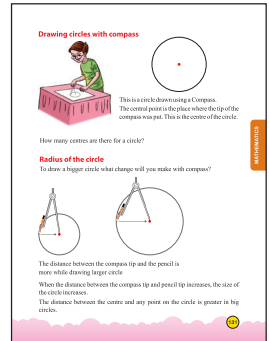 Drawing circles with compass
This is a circle drawn using a Compass.
The central point is the place where the tip of the
compass was put. This is the centre of the circle.
How many centres are there for a circle?
MATHEMATICS
Radius of the circle
To draw a bigger circle what change will you make with compass?
The distance between the compass tip and the pencil is
more while drawing larger circle
When the distance between the compass tip and pencil tip increases, the size of
the circle increases.
The distance between the centre and any point on the circle is greater in big
circles.
131